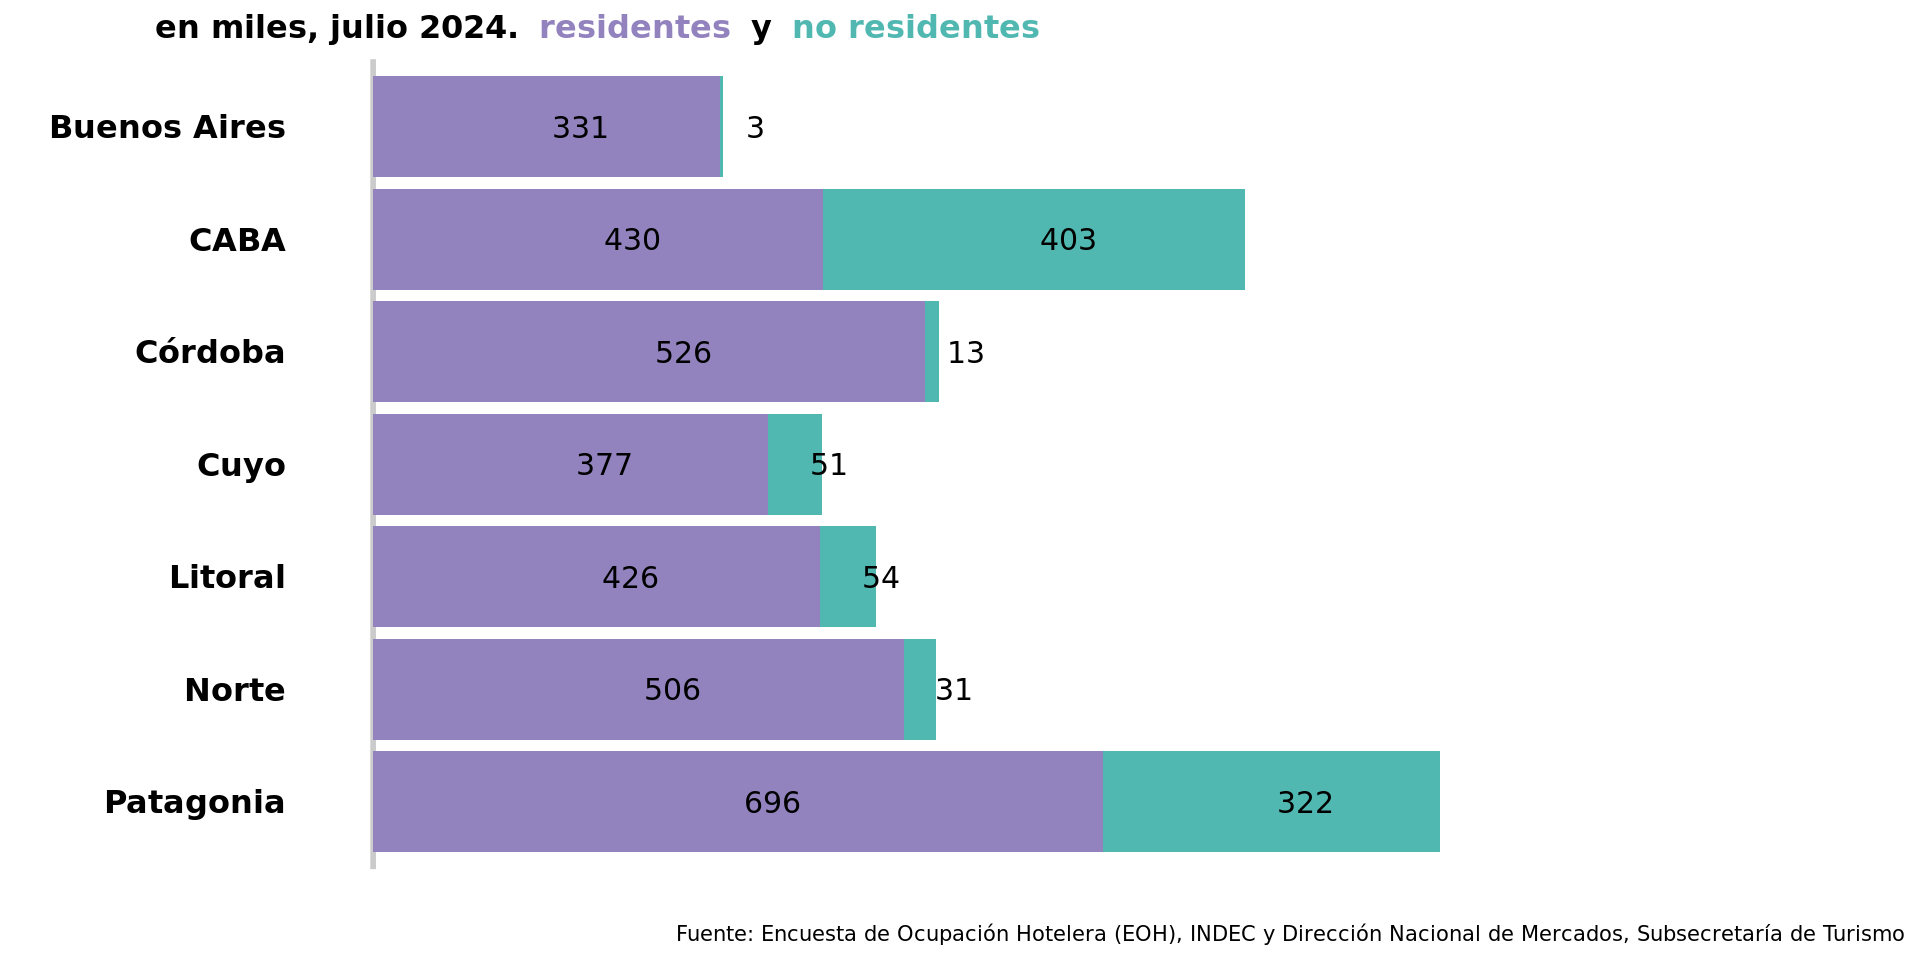 en miles, julio 2024. residentes y no residentes
Buenos Aires 331 3
CABA 430 403
Córdoba 526 13
Cuyo 377 51
Litoral 426 54
Norte 506 31
Patagonia 696 322
Fuente: Encuesta de Ocupación Hotelera (EOH), INDEC y Dirección Nacional de Mercados, Subsecretaría de Turismo